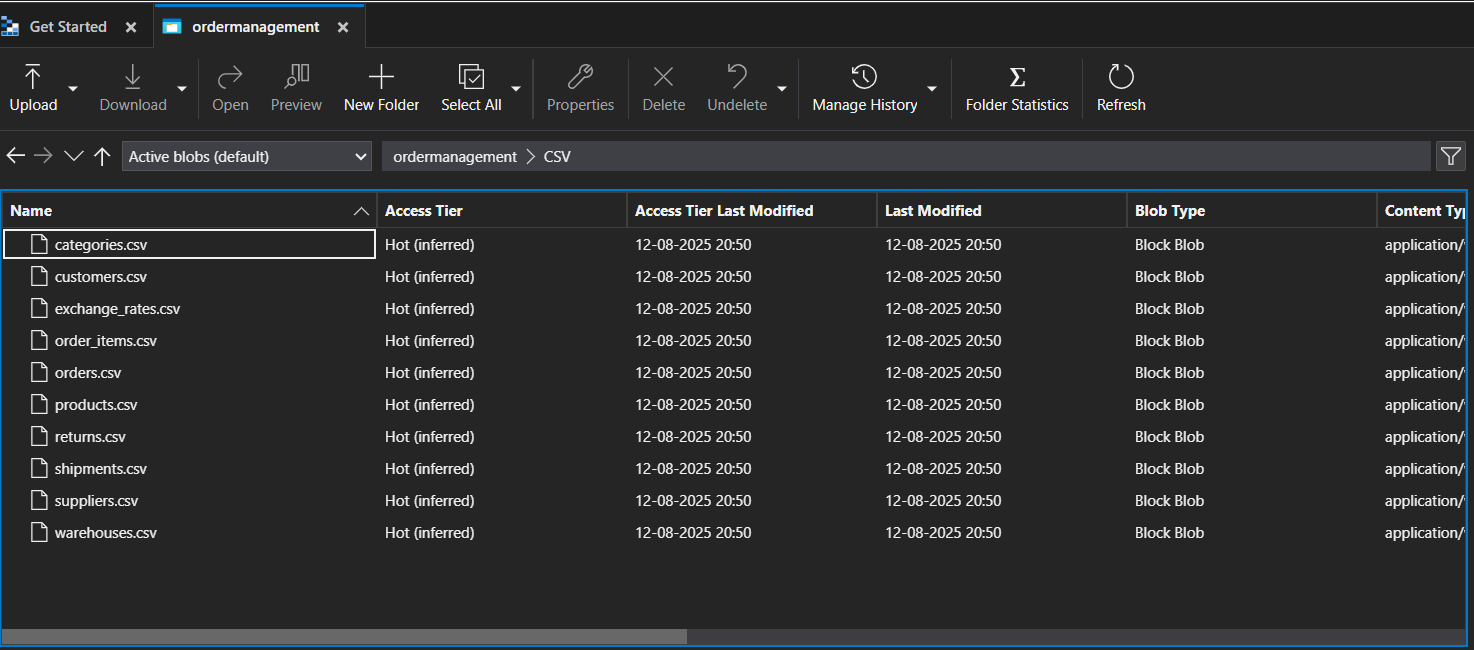 Get Started ordermanagement
Upload Download Open Preview New Folder Select All Properties Delete Undelete Manage History Folder Statistics Refresh
Active blobs (default) ordermanagement CSV
Name Access Tier Access Tier Last Modified Last Modified Blob Type Content Typ
categories.csv Hot (inferred) 12-08-2025 20:50 12-08-2025 20:50 Block Blob application/
customers.csv Hot (inferred) 12-08-2025 20:50 12-08-2025 20:50 Block Blob application/
exchange_rates.csv Hot (inferred) 12-08-2025 20:50 12-08-2025 20:50 Block Blob application/
order_items.csv Hot (inferred) 12-08-2025 20:50 12-08-2025 20:50 Block Blob application/
orders.csv Hot (inferred) 12-08-2025 20:50 12-08-2025 20:50 Block Blob application/
products.csv Hot (inferred) 12-08-2025 20:50 12-08-2025 20:50 Block Blob application/
returns.csv Hot (inferred) 12-08-2025 20:50 12-08-2025 20:50 Block Blob application/
shipments.csv Hot (inferred) 12-08-2025 20:50 12-08-2025 20:50 Block Blob application/
suppliers.csv Hot (inferred) 12-08-2025 20:50 12-08-2025 20:50 Block Blob application/
warehouses.csv Hot (inferred) 12-08-2025 20:50 12-08-2025 20:50 Block Blob application/